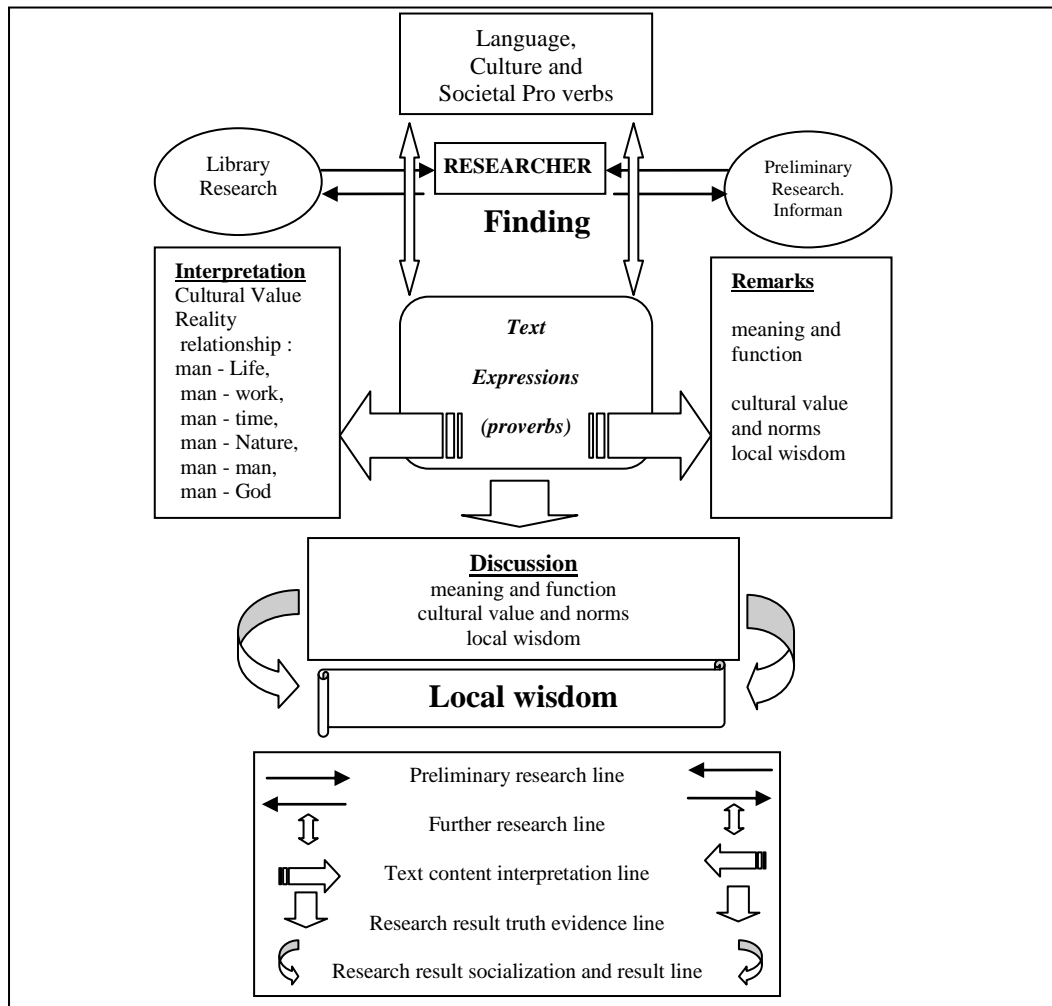 Language,
Culture and
Societal Pro verbs
Library
Research
RESEARCHER
Preliminary
Research.
Informan
Finding
Interpretation
Cultural Value
Reality
relationship :
man - Life,
man - work,
man - time,
man - Nature,
man - man,
man - God
Text
Expressions
(proverbs)
Remarks
meaning and
function
cultural value
and norms
local wisdom
Discussion
meaning and function
cultural value and norms
local wisdom
Local wisdom
Preliminary research line
Further research line
Text content interpretation line
Research result truth evidence line
Research result socialization and result line